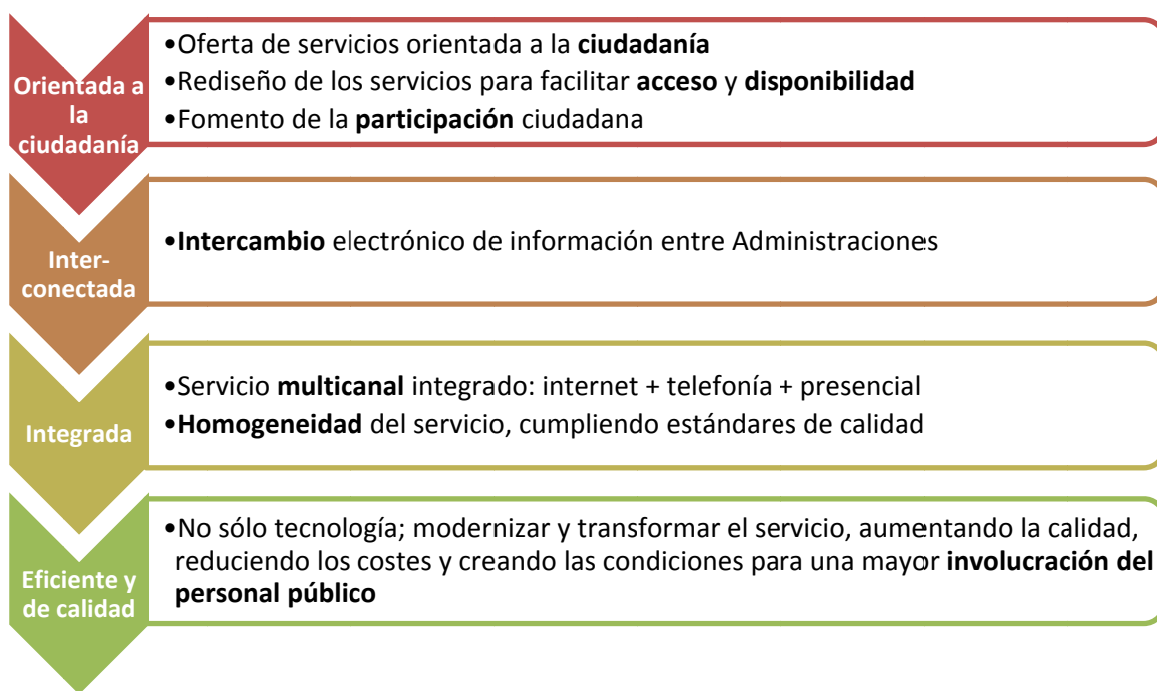 Orientada a
la
ciudadanía
•Oferta de servicios orientada a la ciudadanía
•Rediseño de los servicios para facilitar acceso y disponibilidad
•Fomento de la participación ciudadana
Inter-
conectada
•Intercambio electrónico de información entre Administraciones
Integrada
•Servicio multicanal integrado: internet + telefonía + presencial
•Homogeneidad del servicio, cumpliendo estándares de calidad
Eficiente y
de calidad
•No sólo tecnología; modernizar y transformar el servicio, aumentando la calidad,
reduciendo los costes y creando las condiciones para una mayor involucración del
personal público